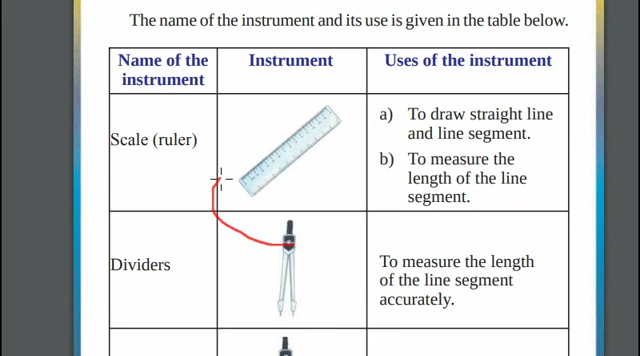 The name of the instrument and its use is given in the table below.
Name of the
instrument
Instrument
Uses of the instrument
Scale (ruler)
a) To draw straight line
and line segment.
b) To measure the
length of the line
segment.
Dividers
To measure the length
of the line segment
accurately.